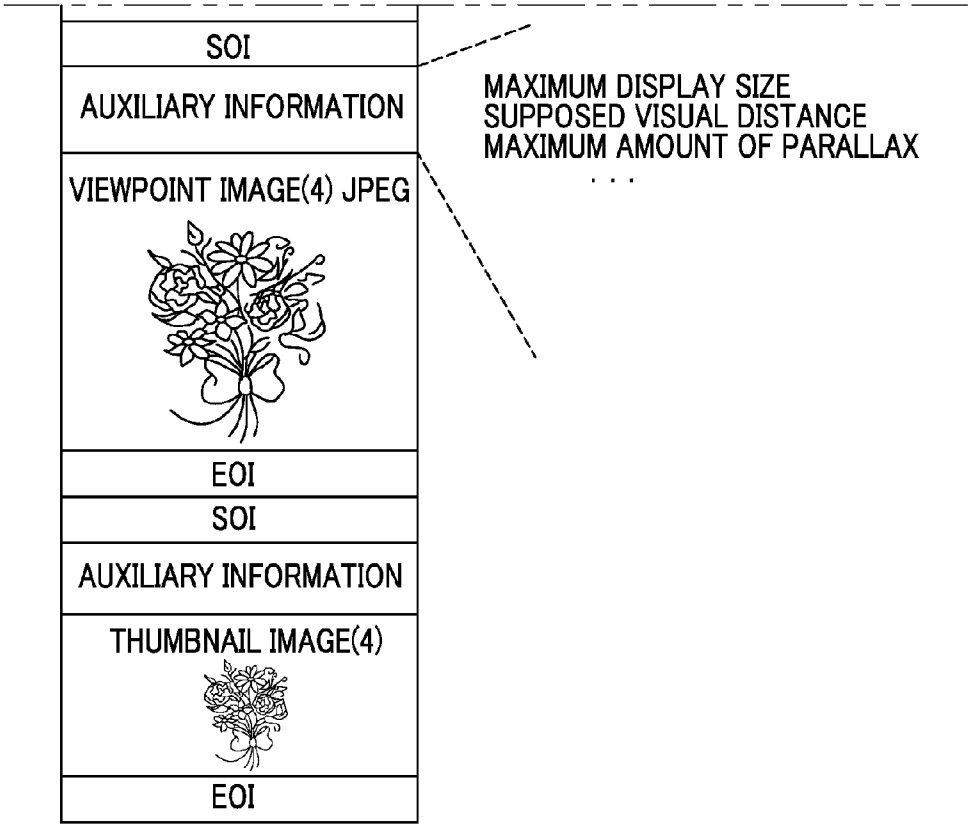 SOI
AUXILIARY INFORMATION
MAXIMUM DISPLAY SIZE
SUPPOSED VISUAL DISTANCE
MAXIMUM AMOUNT OF PARALLAX
. . .
VIEWPOINT IMAGE(4) JPEG
EOI
SOI
AUXILIARY INFORMATION
THUMBNAIL IMAGE(4)
EOI